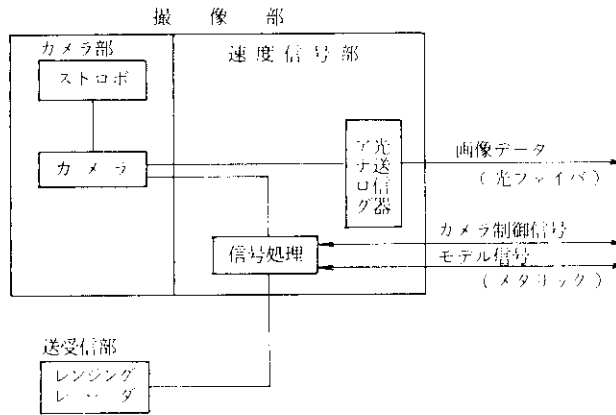 撮像部
カメラ部
速度信号部
ストロボ
カメラ
アナログ
光送信器
画像データ
(光ファイバ)
カメラ制御信号
信号処理
モデル信号
(メタリック)
送受信部
レンジング
レーダ